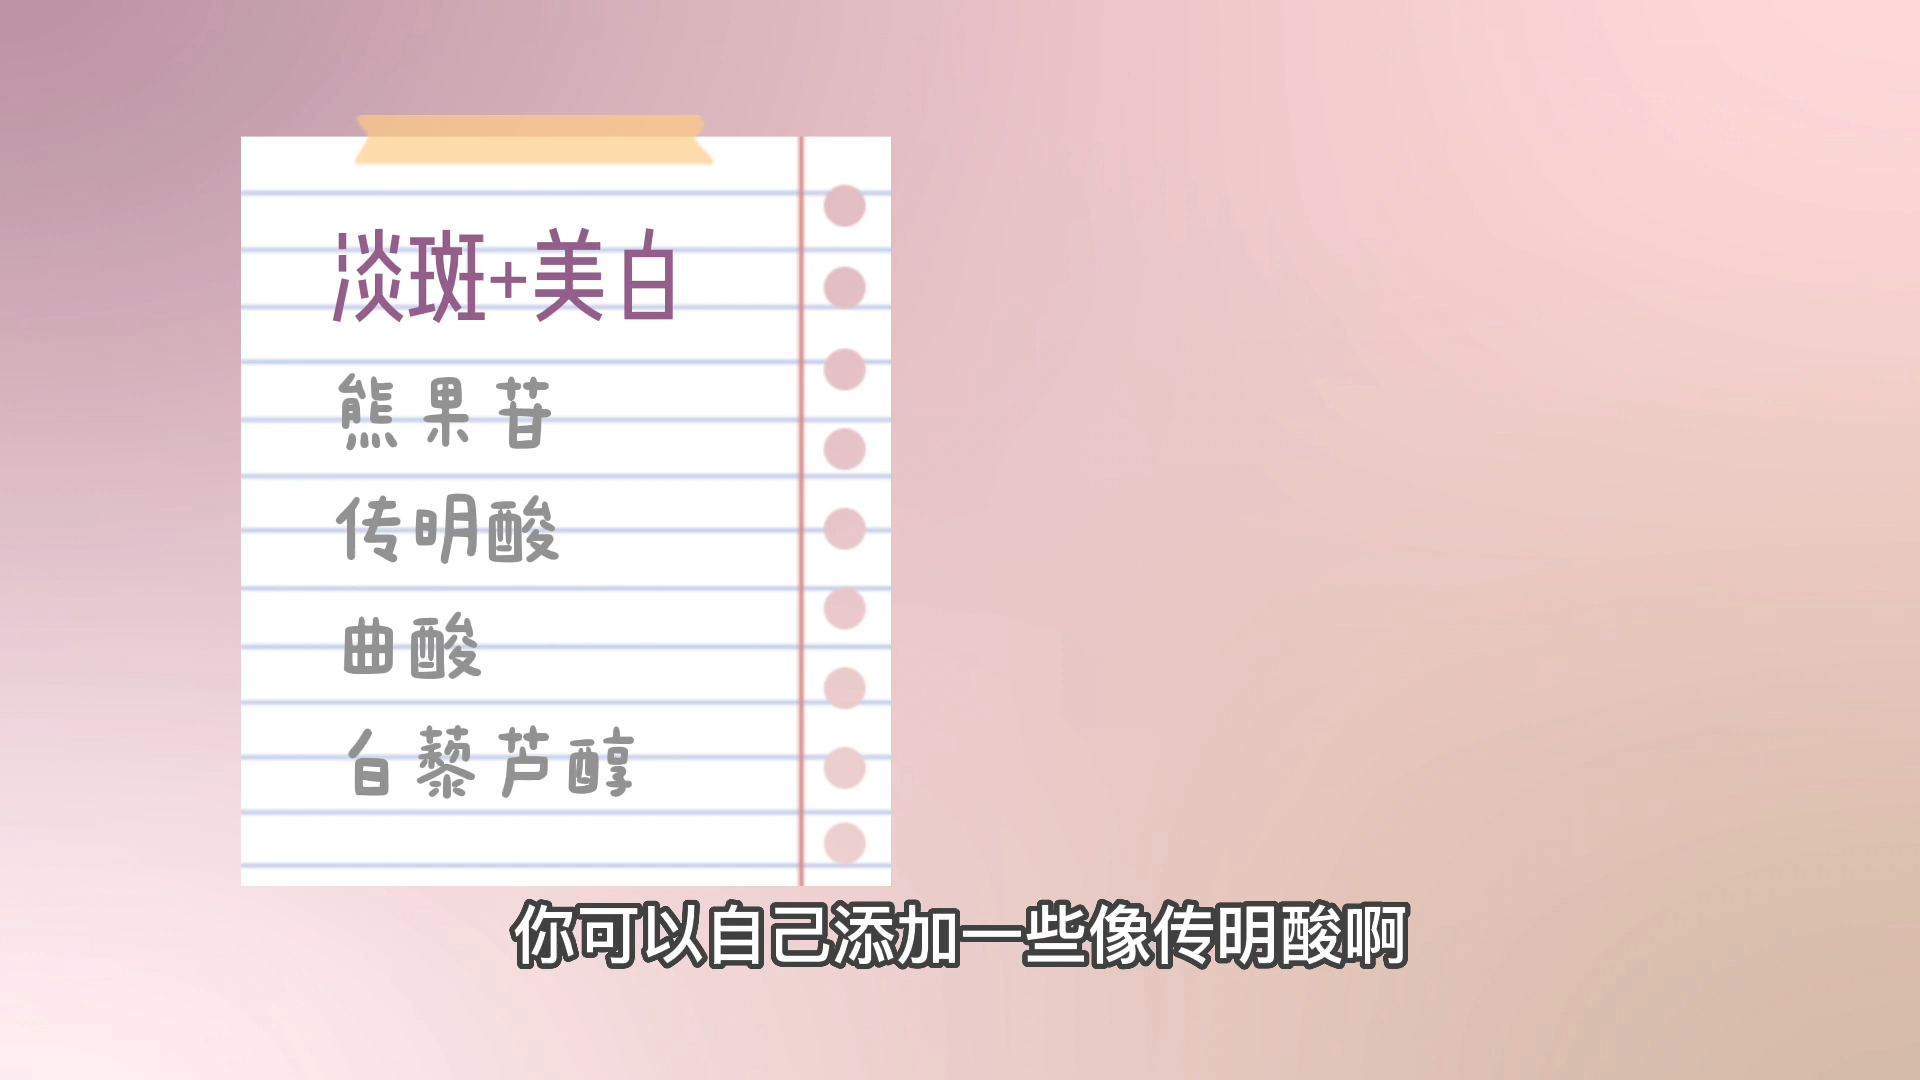 淡斑+美白
熊果苷
传明酸
曲酸
白藜芦醇
你可以自己添加一些像传明酸啊